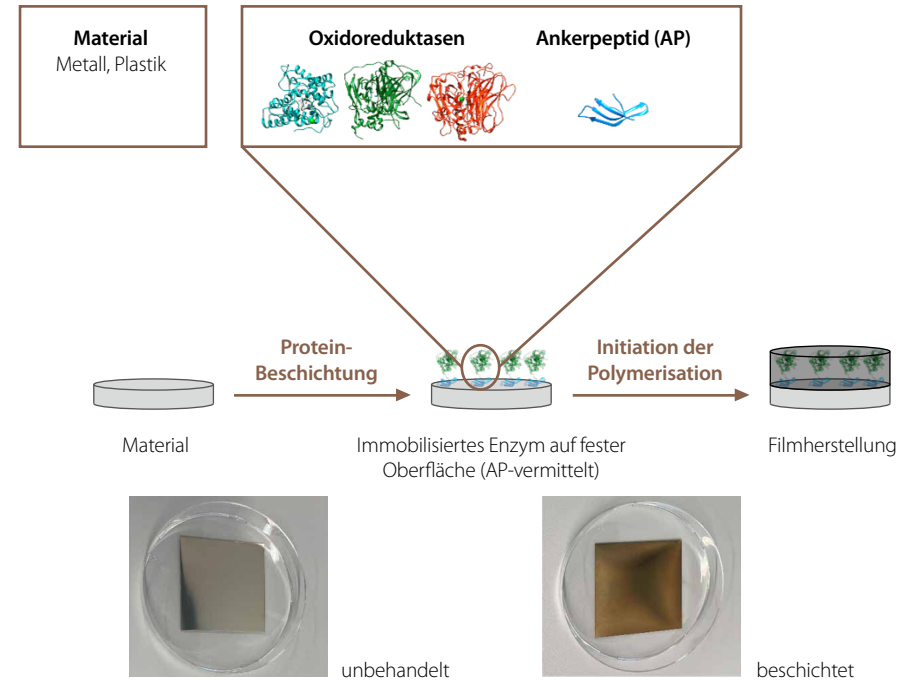 Material
Metall, Plastik
Oxidoreduktasen
Ankerpeptid (AP)
Protein-
Beschichtung
Initiation der
Polymerisation
Material
Immobilisiertes Enzym auf fester
Oberfläche (AP-vermittelt)
Filmherstellung
unbehandelt
beschichtet